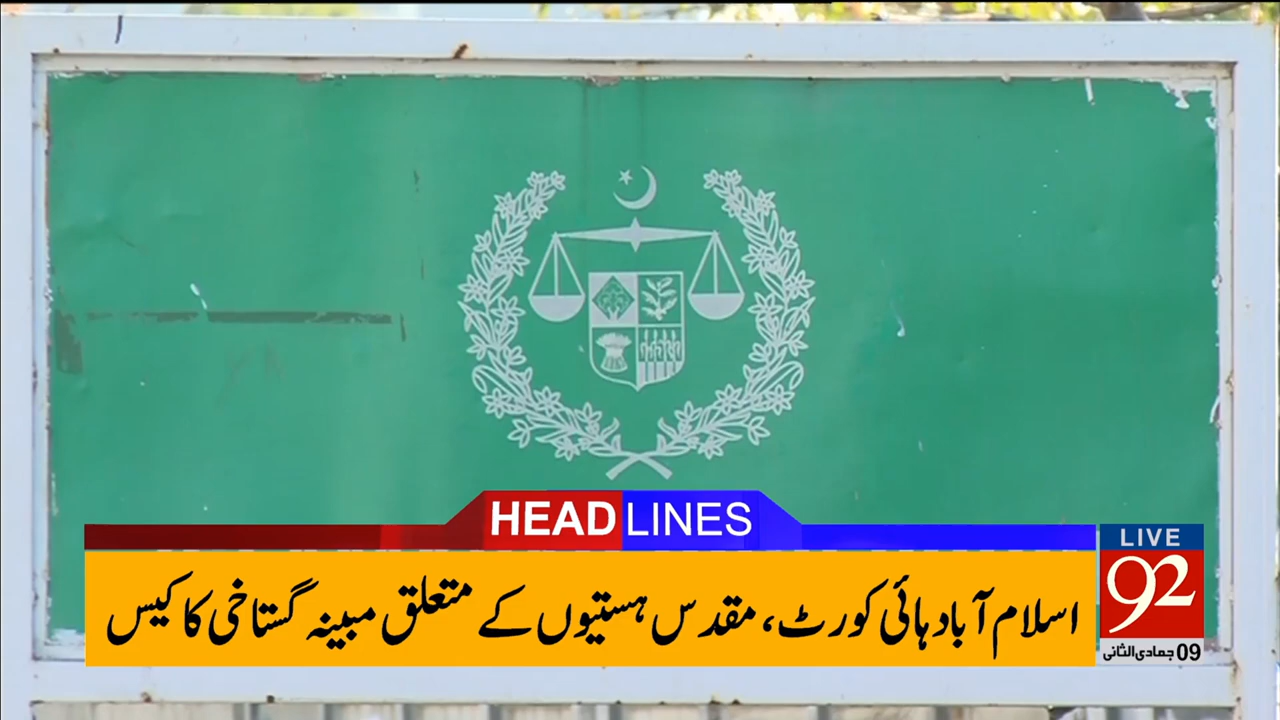 HEADLINES
اسلام آباد ہائی کورٹ، مقدس ہستیوں کے متعلق مبینہ گستاخی کا کیس
LIVE
92
09 جمادی الثانی